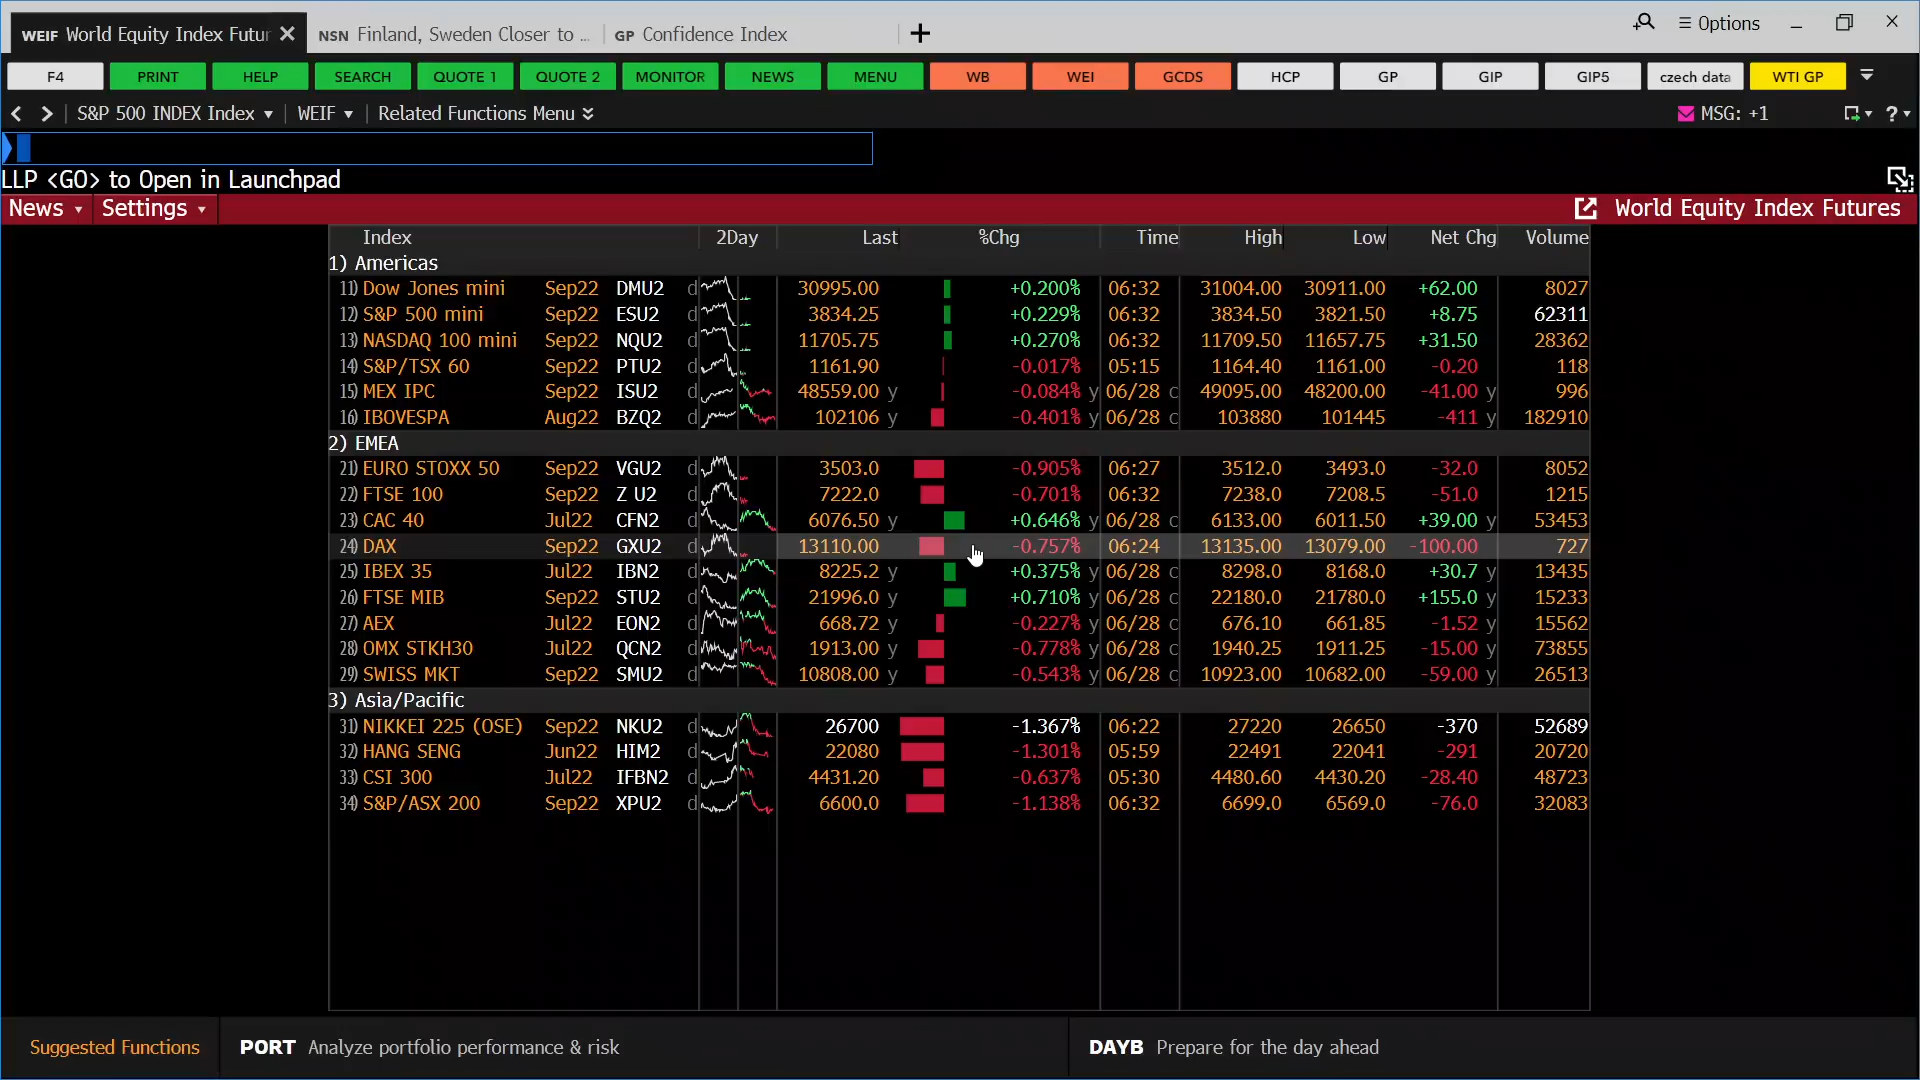 WEIF World Equity Index Futur NSN Finland, Sweden Closer to ... GP Confidence Index + Options
F4 PRINT HELP SEARCH QUOTE 1 QUOTE 2 MONITOR NEWS MENU WB WEI GCDS HCP GP GIP GIP5 czech data WTI GP
S&P 500 INDEX Index WEIF Related Functions Menu MSG: +1 ?
LLP <GO> to Open in Launchpad
News Settings World Equity Index Futures
Index 2Day Last %Chg Time High Low Net Chg Volume
1) Americas
11) Dow Jones mini Sep22 DMU2 d 30995.00 +0.200% 06:32 31004.00 30911.00 +62.00 8027
12) S&P 500 mini Sep22 ESU2 d 3834.25 +0.229% 06:32 3834.50 3821.50 +8.75 62311
13) NASDAQ 100 mini Sep22 NQU2 d 11705.75 +0.270% 06:32 11709.50 11657.75 +31.50 28362
14) S&P/TSX 60 Sep22 PTU2 d 1161.90 -0.017% 05:15 1164.40 1161.00 -0.20 118
15) MEX IPC Sep22 ISU2 d 48559.00 y -0.084% y 06/28 c 49095.00 48200.00 -41.00 y 996
16) IBOVESPA Aug22 BZQ2 d 102106 y -0.401% y 06/28 c 103880 101445 -411 y 182910
2) EMEA
21) EURO STOXX 50 Sep22 VGU2 d 3503.0 -0.905% 06:27 3512.0 3493.0 -32.0 8052
22) FTSE 100 Sep22 Z U2 d 7222.0 -0.701% 06:32 7238.0 7208.5 -51.0 1215
23) CAC 40 Jul22 CFN2 d 6076.50 y +0.646% y 06/28 c 6133.00 6011.50 +39.00 y 53453
24) DAX Sep22 GXU2 d 13110.00 -0.757% 06:24 13135.00 13079.00 -100.00 727
25) IBEX 35 Jul22 IBN2 d 8225.2 y +0.375% y 06/28 c 8298.0 8168.0 +30.7 y 13435
26) FTSE MIB Sep22 STU2 d 21996.0 y +0.710% y 06/28 c 22180.0 21780.0 +155.0 y 15233
27) AEX Jul22 EON2 d 668.72 y -0.227% y 06/28 c 676.10 661.85 -1.52 y 15562
28) OMX STKH30 Jul22 QCN2 d 1913.00 y -0.778% y 06/28 c 1940.25 1911.25 -15.00 y 73855
29) SWISS MKT Sep22 SMU2 d 10808.00 y -0.543% y 06/28 c 10923.00 10682.00 -59.00 y 26513
3) Asia/Pacific
31) NIKKEI 225 (OSE) Sep22 NKU2 d 26700 -1.367% 06:22 27220 26650 -370 52689
32) HANG SENG Jun22 HIM2 d 22080 -1.301% 05:59 22491 22041 -291 20720
33) CSI 300 Jul22 IFBN2 d 4431.20 -0.637% 05:30 4480.60 4430.20 -28.40 48723
34) S&P/ASX 200 Sep22 XPU2 d 6600.0 -1.138% 06:32 6699.0 6569.0 -76.0 32083
Suggested Functions PORT Analyze portfolio performance & risk DAYB Prepare for the day ahead